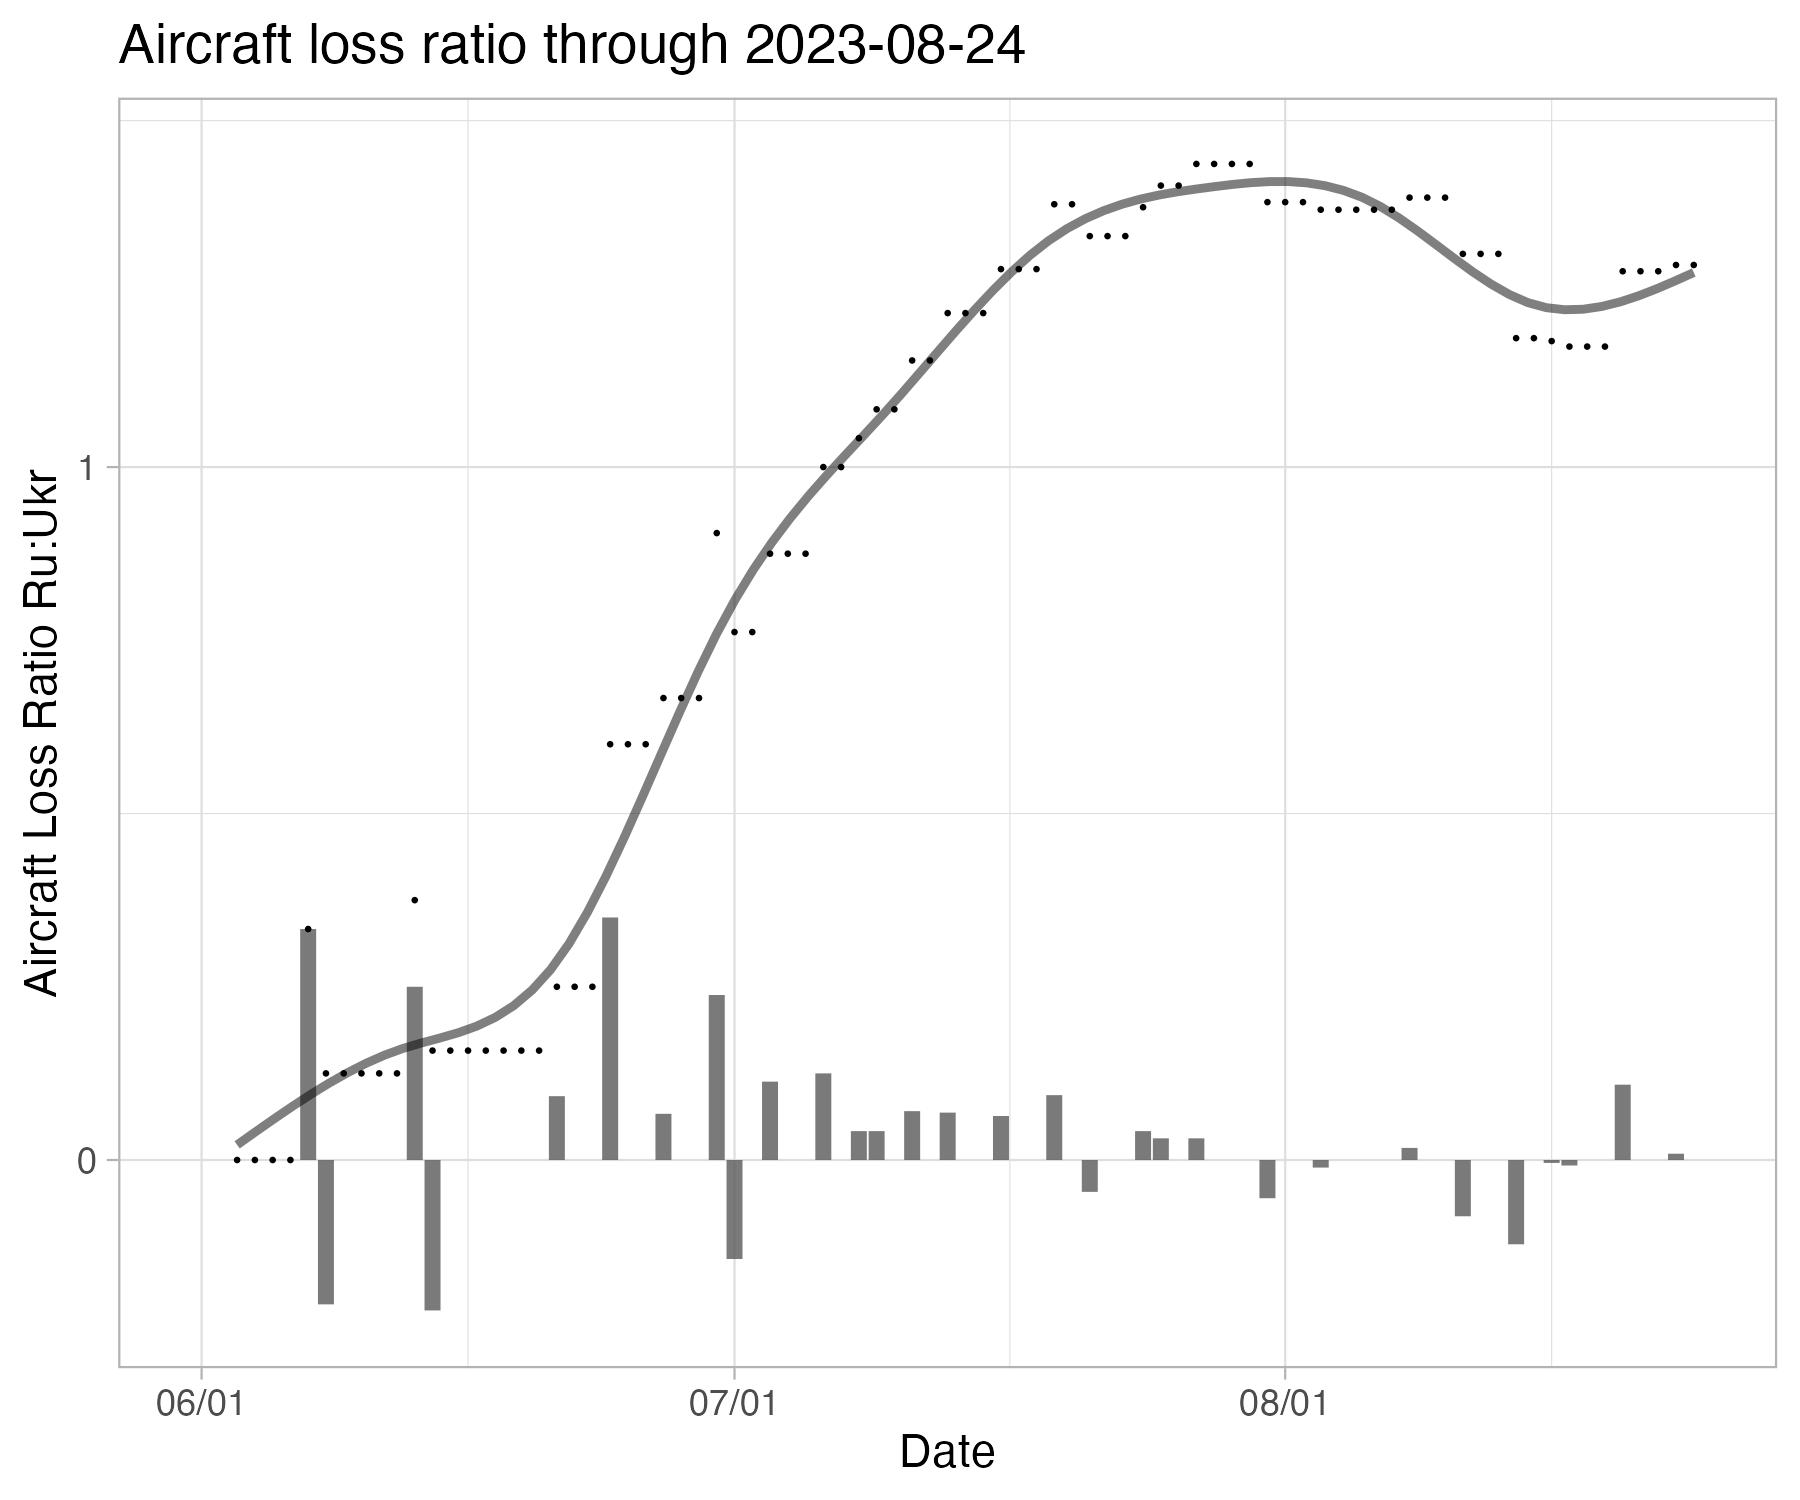 Aircraft loss ratio through 2023-08-24
Aircraft Loss Ratio Ru:Ukr
1
0
06/01
07/01
08/01
Date